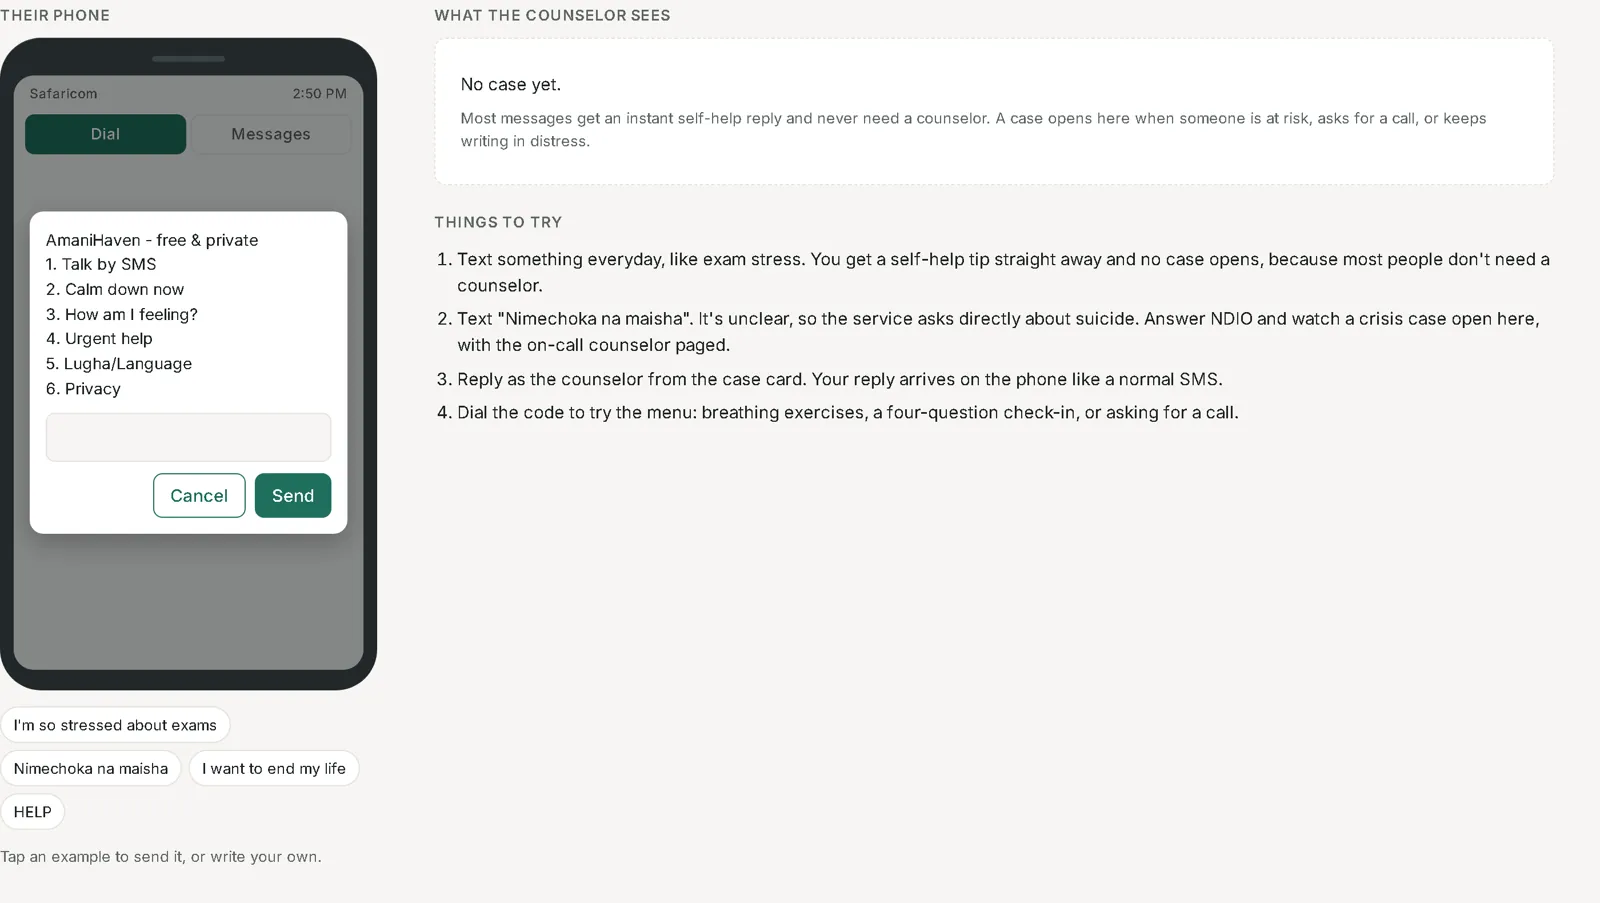 THEIR PHONE
Safaricom
2:50 PM
Dial
Messages
AmaniHaven - free & private
1. Talk by SMS
2. Calm down now
3. How am I feeling?
4. Urgent help
5. Lugha/Language
6. Privacy
Cancel
Send
I'm so stressed about exams
Nimechoka na maisha
I want to end my life
HELP
Tap an example to send it, or write your own.
WHAT THE COUNSELOR SEES
No case yet.
Most messages get an instant self-help reply and never need a counselor. A case opens here when someone is at risk, asks for a call, or keeps
writing in distress.
THINGS TO TRY
1. Text something everyday, like exam stress. You get a self-help tip straight away and no case opens, because most people don't need a
counselor.
2. Text "Nimechoka na maisha". It's unclear, so the service asks directly about suicide. Answer NDIO and watch a crisis case open here,
with the on-call counselor paged.
3. Reply as the counselor from the case card. Your reply arrives on the phone like a normal SMS.
4. Dial the code to try the menu: breathing exercises, a four-question check-in, or asking for a call.